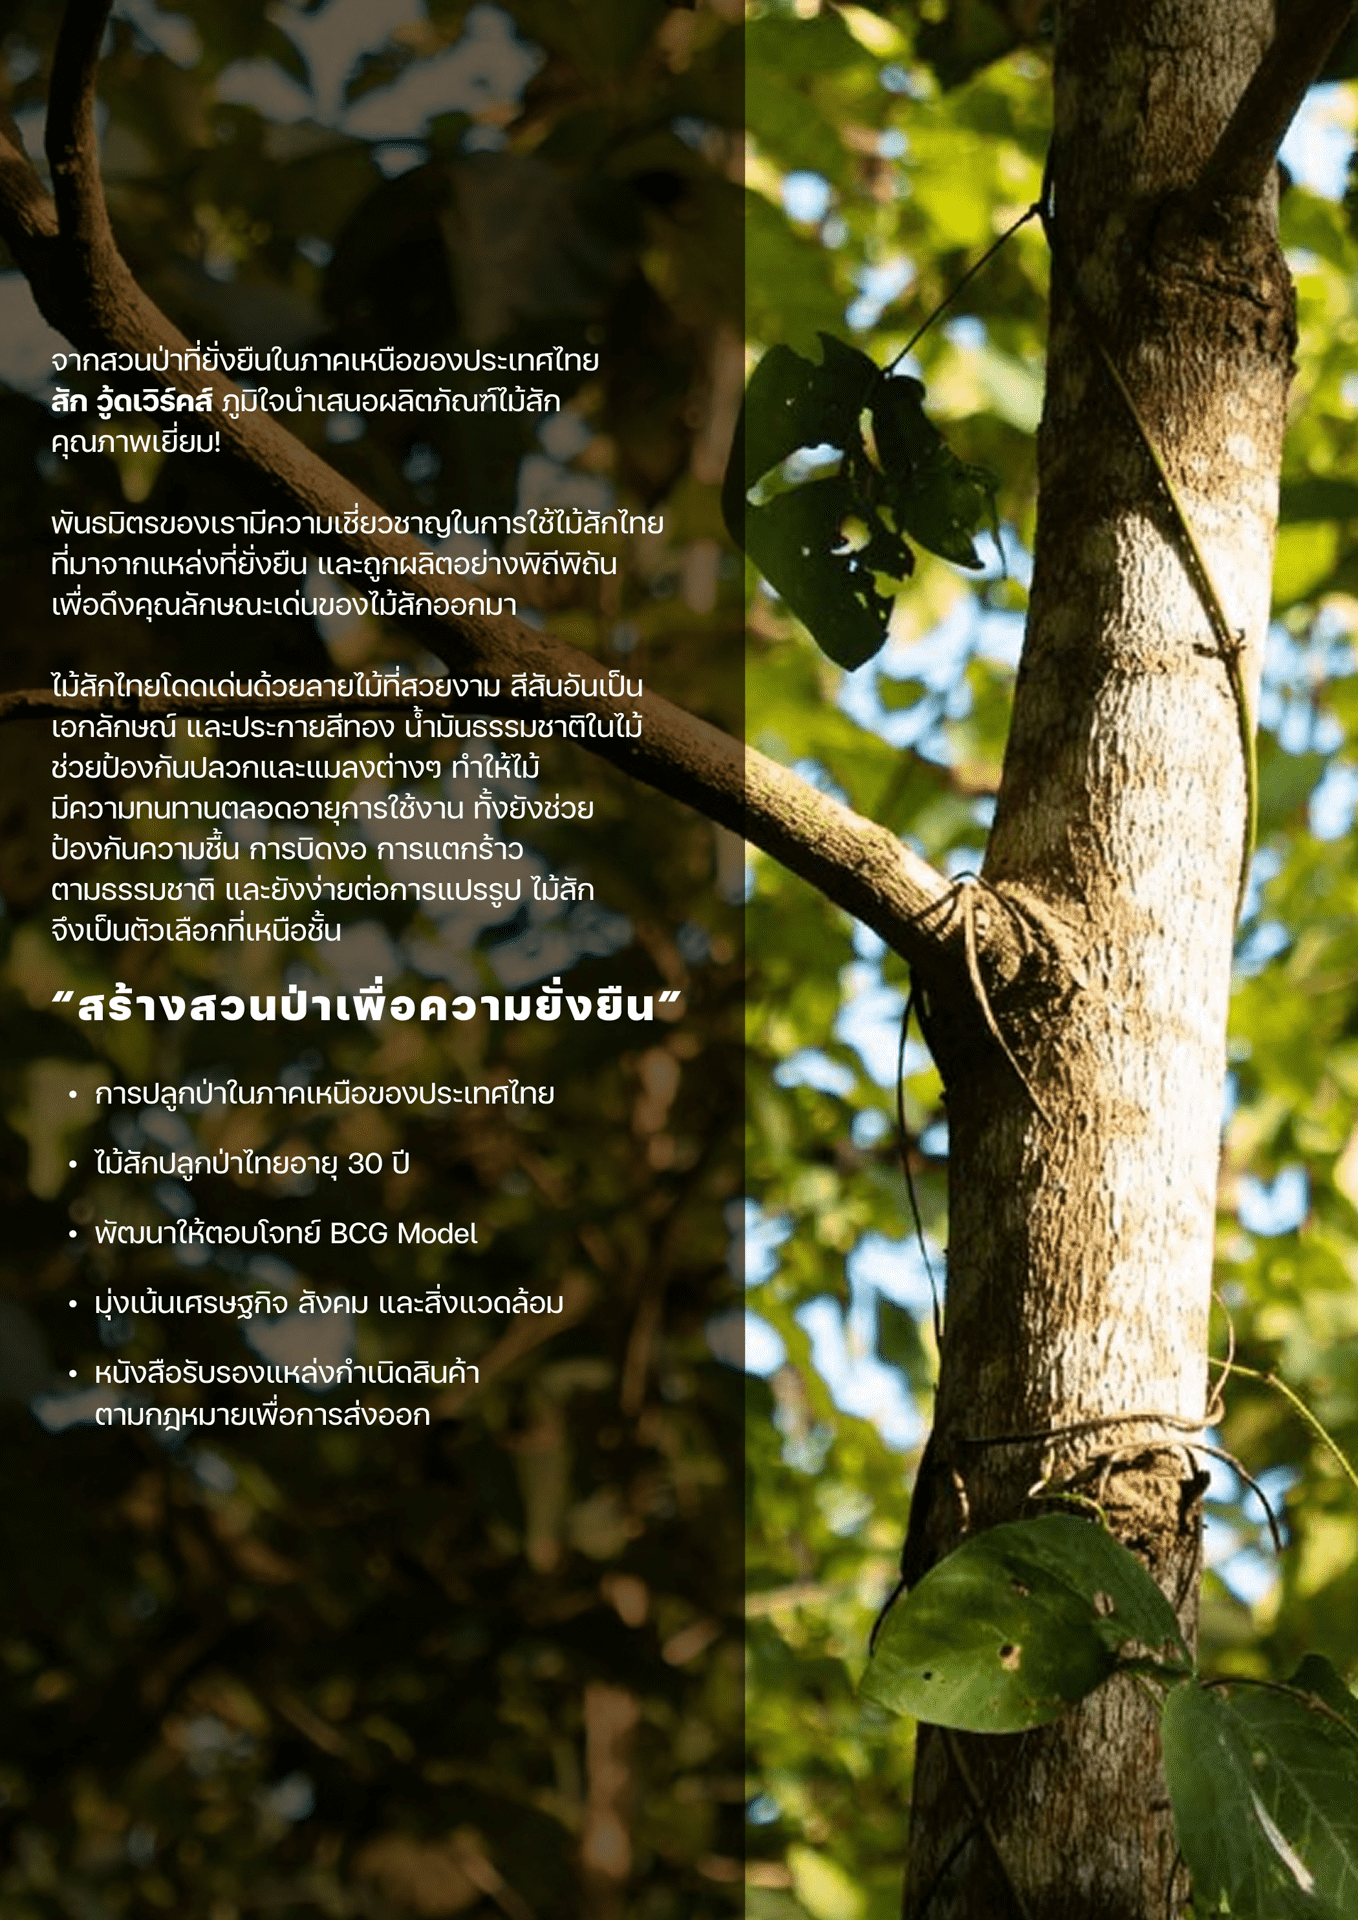 จากสวนป่าที่ยั่งยืนในภาคเหนือของประเทศไทย
สัก วู้ดเวิร์คส์ ภูมิใจนำเสนอผลิตภัณฑ์ไม้สัก
คุณภาพเยี่ยม!
พันธมิตรของเรามีความเชี่ยวชาญในการใช้ไม้สักไทย
ที่มาจากแหล่งที่ยั่งยืน และถูกผลิตอย่างพิถีพิถัน
เพื่อดึงคุณลักษณะเด่นของไม้สักออกมา
ไม้สักไทยโดดเด่นด้วยลายไม้ที่สวยงาม สีสันอันเป็น
เอกลักษณ์ และประกายสีทอง น้ำมันธรรมชาติในไม้
ช่วยป้องกันปลวกและแมลงต่างๆ ทำให้ไม้
มีความทนทานตลอดอายุการใช้งาน ทั้งยังช่วย
ป้องกันความชื้น การบิดงอ การแตกร้าว
ตามธรรมชาติ และยังง่ายต่อการแปรรูป ไม้สัก
จึงเป็นตัวเลือกที่เหนือชั้น
“สร้างสวนป่าเพื่อความยั่งยืน”
• การปลูกป่าในภาคเหนือของประเทศไทย
• ไม้สักปลูกป่าไทยอายุ 30 ปี
• พัฒนาให้ตอบโจทย์ BCG Model
• มุ่งเน้นเศรษฐกิจ สังคม และสิ่งแวดล้อม
• หนังสือรับรองแหล่งกำเนิดสินค้า
ตามกฎหมายเพื่อการส่งออก